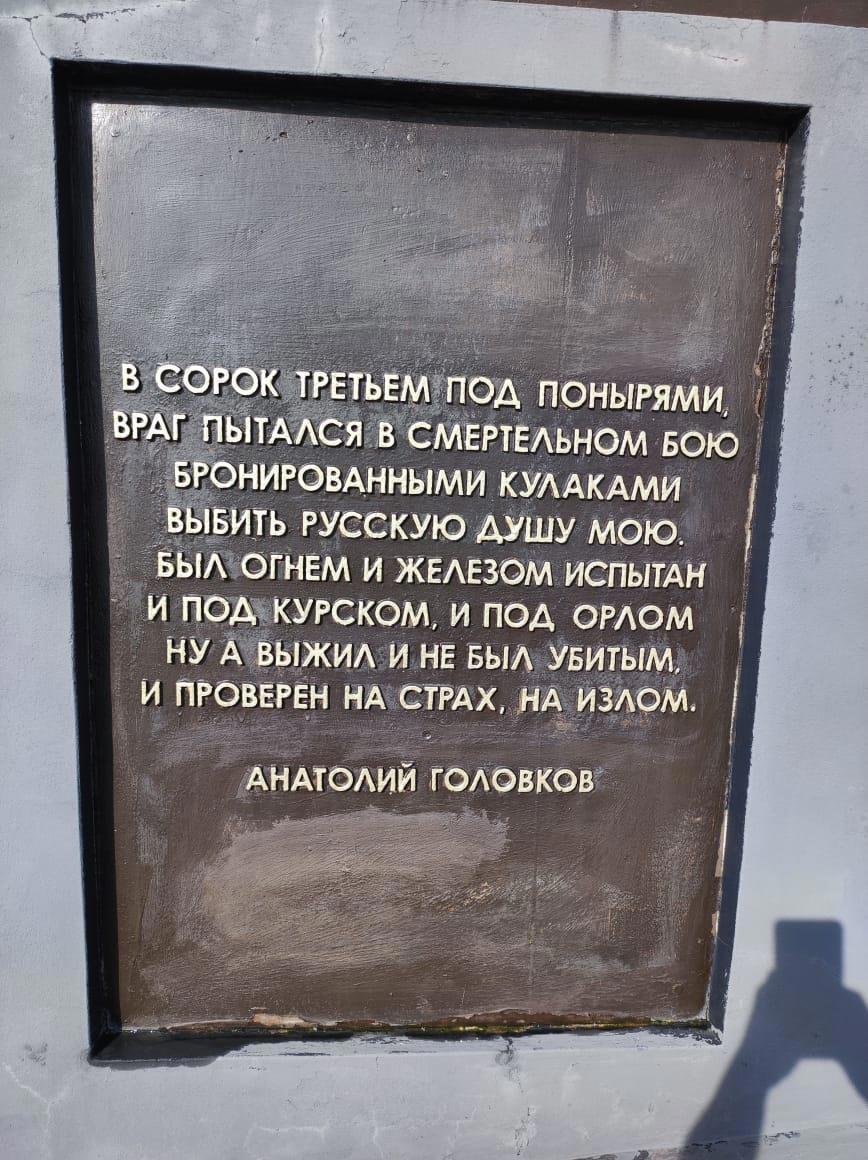 В СОРОК ТРЕТЬЕМ ПОД ПОНЫРЯМИ,
ВРАГ ПЫТАЛСЯ В СМЕРТЕЛЬНОМ БОЮ
БРОНИРОВАННЫМИ КУЛАКАМИ
ВЫБИТЬ РУССКУЮ ДУШУ МОЮ.
БЫЛ ОГНЕМ И ЖЕЛЕЗОМ ИСПЫТАН
И ПОД КУРСКОМ, И ПОД ОРЛОМ
НУ А ВЫЖИЛ И НЕ БЫЛ УБИТЫМ,
И ПРОВЕРЕН НА СТРАХ, НА ИЗЛОМ.
АНАТОЛИЙ ГОЛОВКОВ